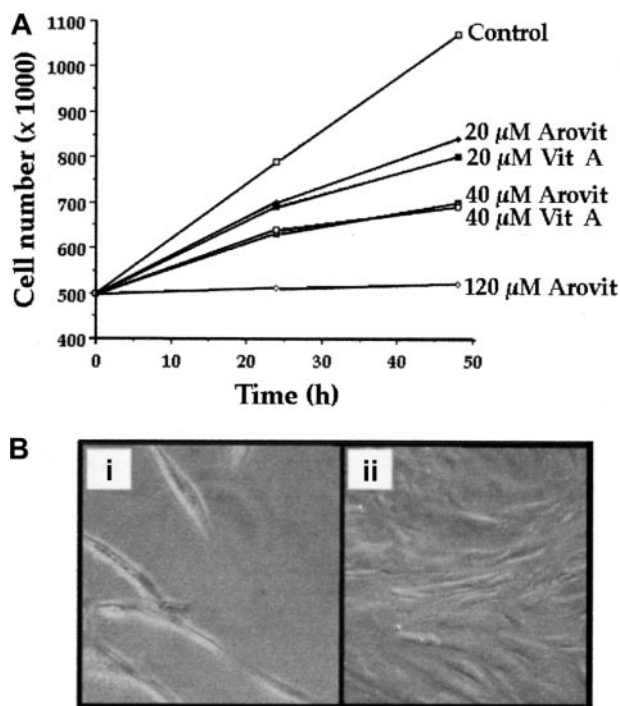 A
Cell number (x 1000)
1100
1000
900
800
700
600
500
400
0
10
20
30
40
50
Time (h)
Control
20 µM Arovit
20 µM Vit A
40 µM Arovit
40 µM Vit A
120 µM Arovit
B
i
ii